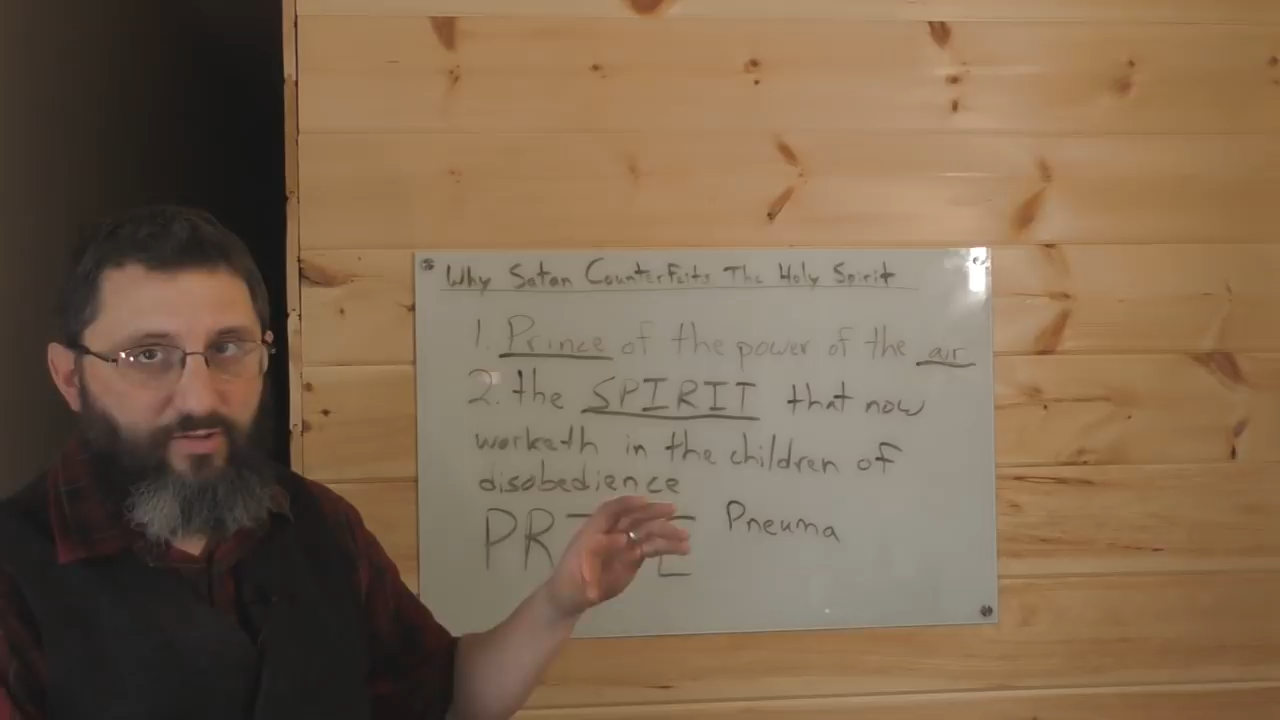 Why Satan Counterfeits The Holy Spirit
1. Prince of the power of the air
2. the SPIRIT that now
worketh in the children of
disobedience
Pneuma